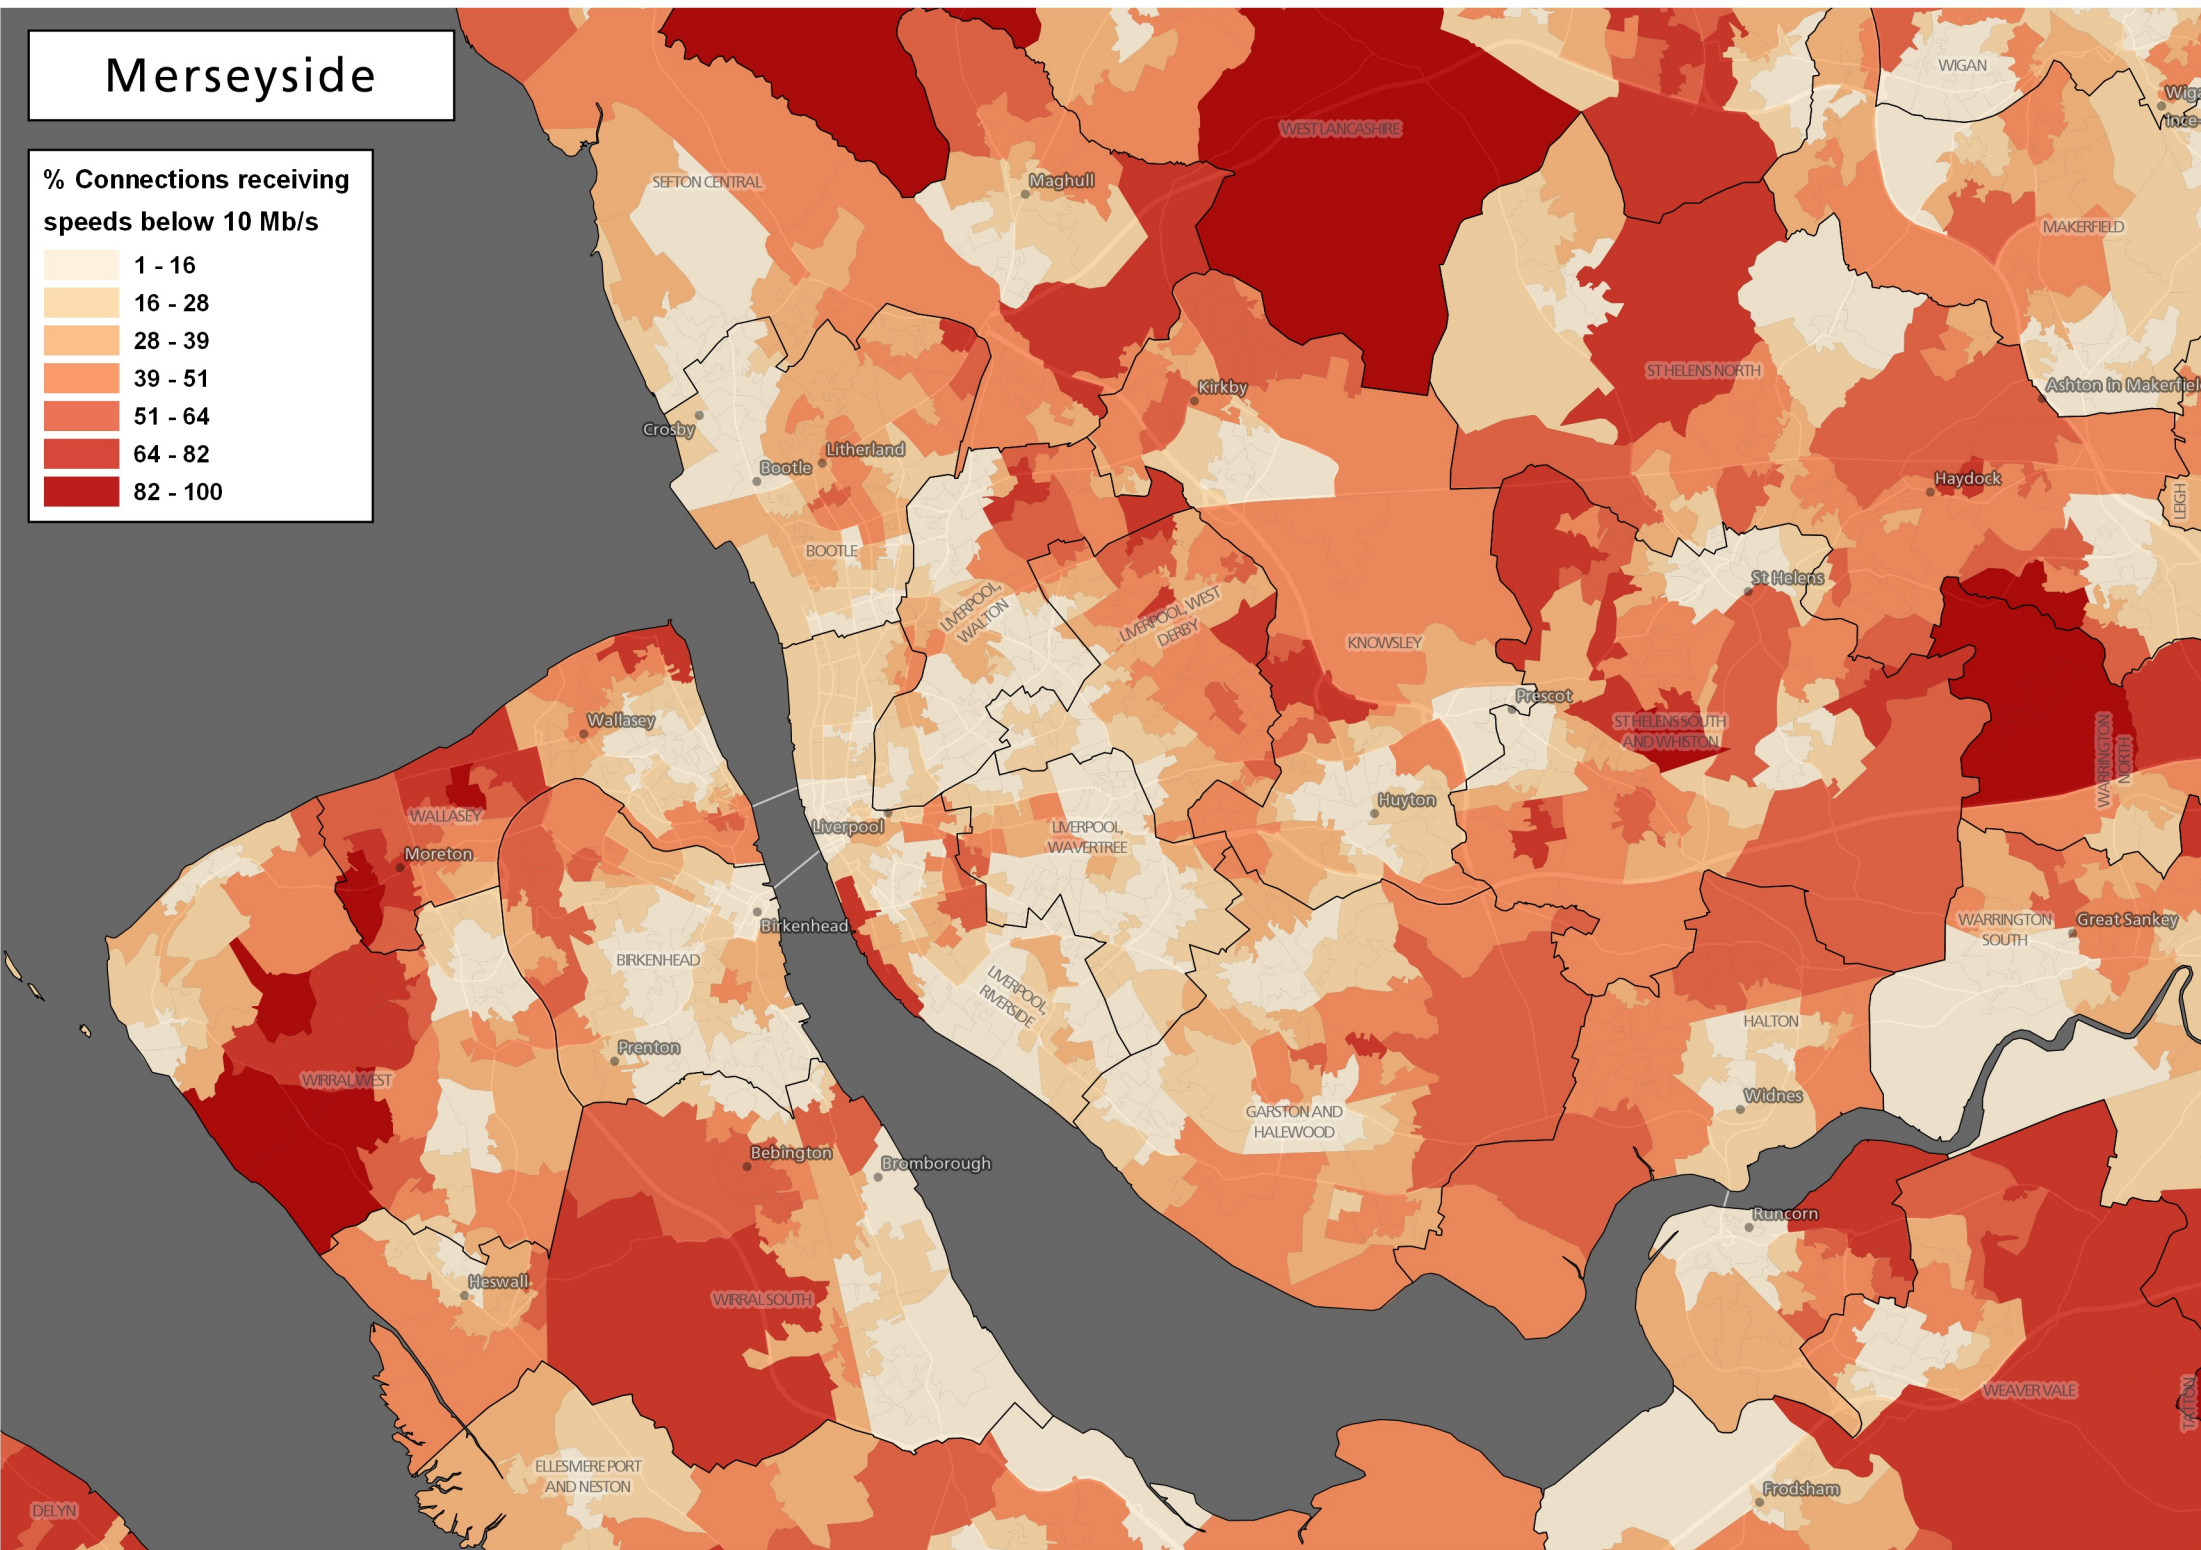 Merseyside
% Connections receiving
speeds below 10 Mb/s
1 - 16
16 - 28
28 - 39
39 - 51
51 - 64
64 - 82
82 - 100
WIGAN
WEST LANCASHIRE
SEFTON CENTRAL
Maghull
MAKERFIELD
ST HELENS NORTH
Kirkby
Ashton in Makerfiel
Crosby
Litherland
Bootle
Haydock
LEIGH
BOOTLE
St Helens
LIVERPOOL,
WALTON
LIVERPOOL, WEST
DERBY
KNOWSLEY
Prescot
Wallasey
ST HELENS SOUTH
AND WHISTON
WARRINGTON
NORTH
WALLASEY
Liverpool
LIVERPOOL,
WAVERTREE
Huyton
Moreton
Birkenhead
WARRINGTON
SOUTH
Great Sankey
BIRKENHEAD
LIVERPOOL,
RIVERSIDE
HALTON
Prenton
WIRRAL WEST
Widnes
GARSTON AND
HALEWOOD
Bebington
Bromborough
Runcorn
Heswall
WIRRAL SOUTH
WEAVER VALE
TATTON
ELLESMERE PORT
AND NESTON
Frodsham
DELYN